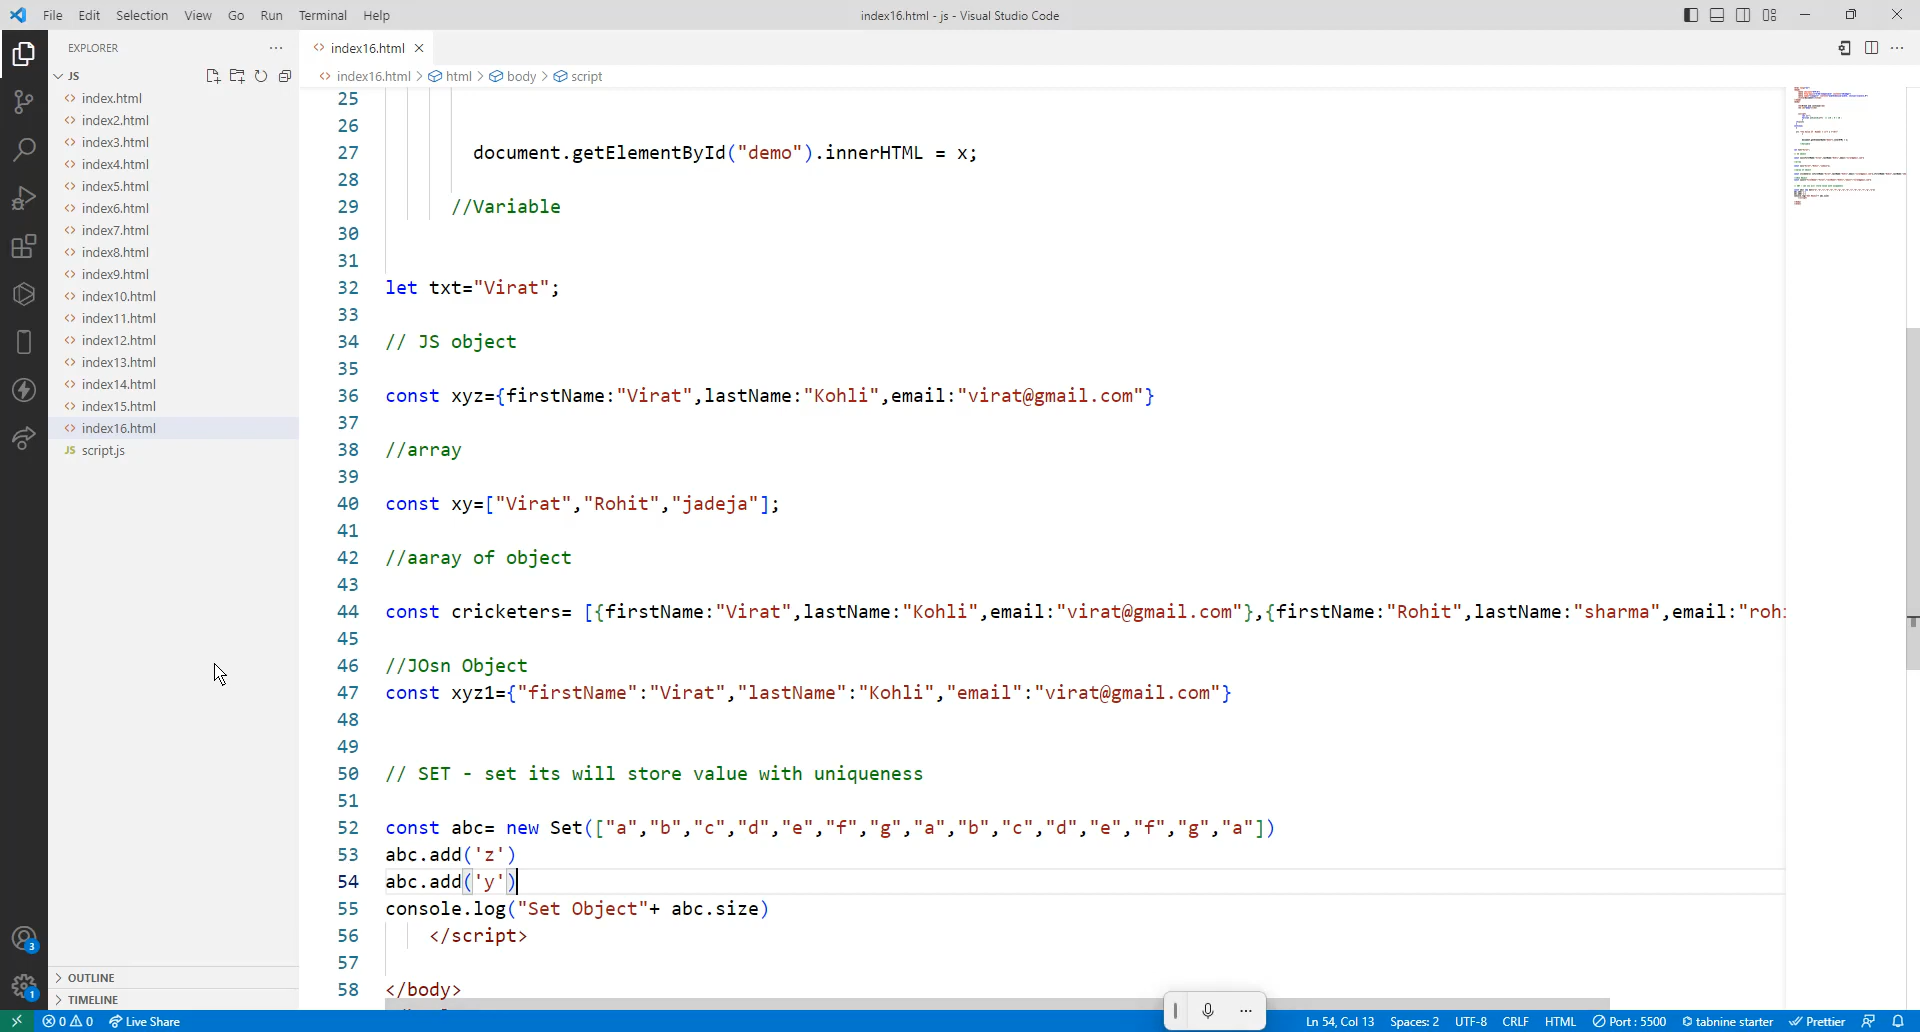 File Edit Selection View Go Run Terminal Help index16.html - js - Visual Studio Code
EXPLORER
index16.html
JS
index16.html > html > body > script
index.html
index2.html
index3.html
index4.html
index5.html
index6.html
index7.html
index8.html
index9.html
index10.html
index11.html
index12.html
index13.html
index14.html
index15.html
index16.html
JS script.js
OUTLINE
TIMELINE
25
26
27 document.getElementById("demo").innerHTML = x;
28
29 //Variable
30
31
32 let txt="Virat";
33
34 // JS object
35
36 const xyz={firstName:"Virat",lastName:"Kohli",email:"virat@gmail.com"}
37
38 //array
39
40 const xy=["Virat","Rohit","jadeja"];
41
42 //aaray of object
43
44 const cricketers= [{firstName:"Virat",lastName:"Kohli",email:"virat@gmail.com"},{firstName:"Rohit",lastName:"sharma",email:"rohi
45
46 //JOsn Object
47 const xyz1={"firstName":"Virat","lastName":"Kohli","email":"virat@gmail.com"}
48
49
50 // SET - set its will store value with uniqueness
51
52 const abc= new Set(["a","b","c","d","e","f","g","a","b","c","d","e","f","g","a"])
53 abc.add('z')
54 abc.add('y')
55 console.log("Set Object"+ abc.size)
56 </script>
57
58 </body>
3
1
0 0 Live Share Ln 54, Col 13 Spaces: 2 UTF-8 CRLF HTML Port : 5500 tabnine starter Prettier